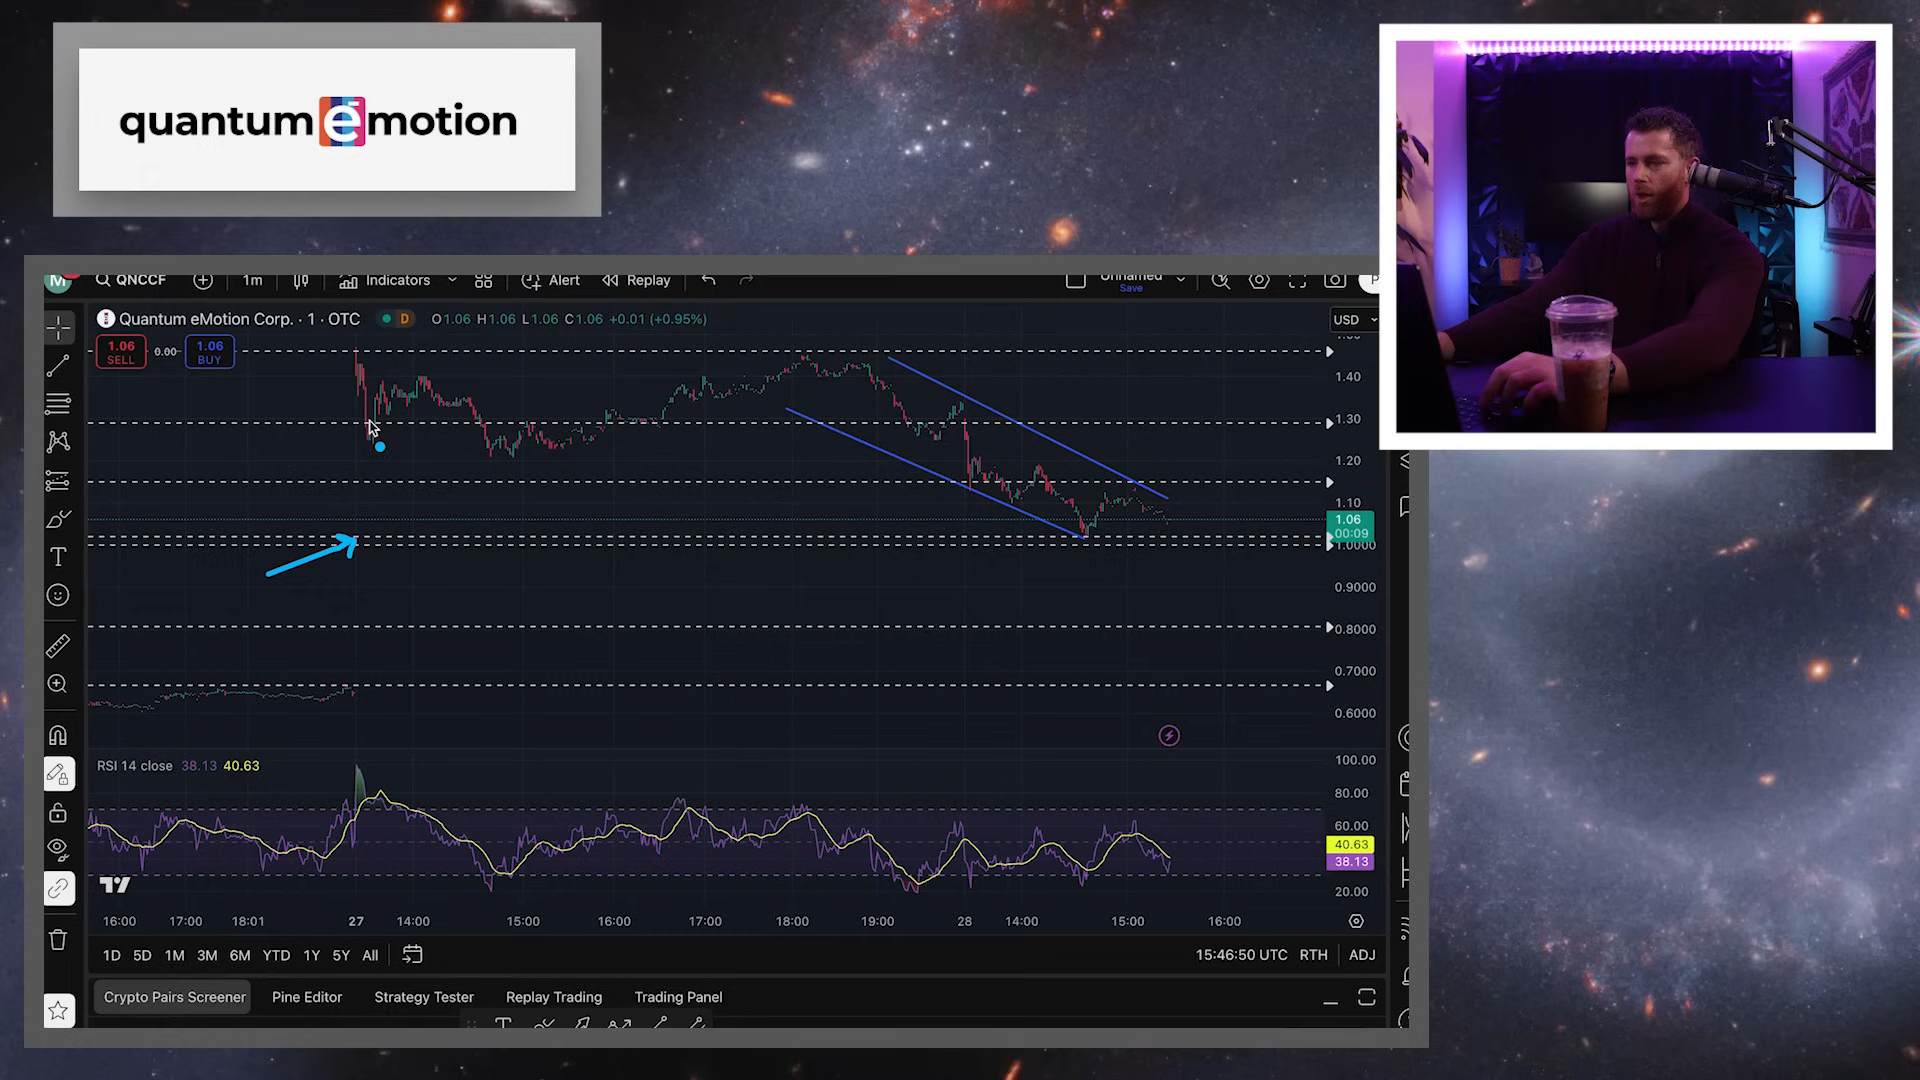 quantum e motion
M QNCCF 1m Indicators Alert Replay Unnamed
Save
Quantum eMotion Corp. · 1 · OTC D O1.06 H1.06 L1.06 C1.06 +0.01 (+0.95%) USD
1.06
SELL
0.00
1.06
BUY
1.40
1.30
1.20
1.10
1.06
00:09
1.0000
0.9000
0.8000
0.7000
0.6000
RSI 14 close 38.13 40.63
100.00
80.00
60.00
40.63
38.13
20.00
16:00 17:00 18:01 27 14:00 15:00 16:00 17:00 18:00 19:00 28 14:00 15:00 16:00
1D 5D 1M 3M 6M YTD 1Y 5Y All 15:46:50 UTC RTH ADJ
Crypto Pairs Screener Pine Editor Strategy Tester Replay Trading Trading Panel